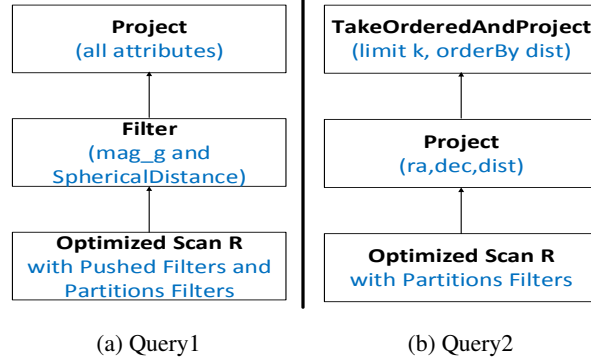 Project
(all attributes)
Filter
(mag_g and
SphericalDistance)
Optimized Scan R
with Pushed Filters and
Partitions Filters
(a) Query1
TakeOrderedAndProject
(limit k, orderBy dist)
Project
(ra,dec,dist)
Optimized Scan R
with Partitions Filters
(b) Query2